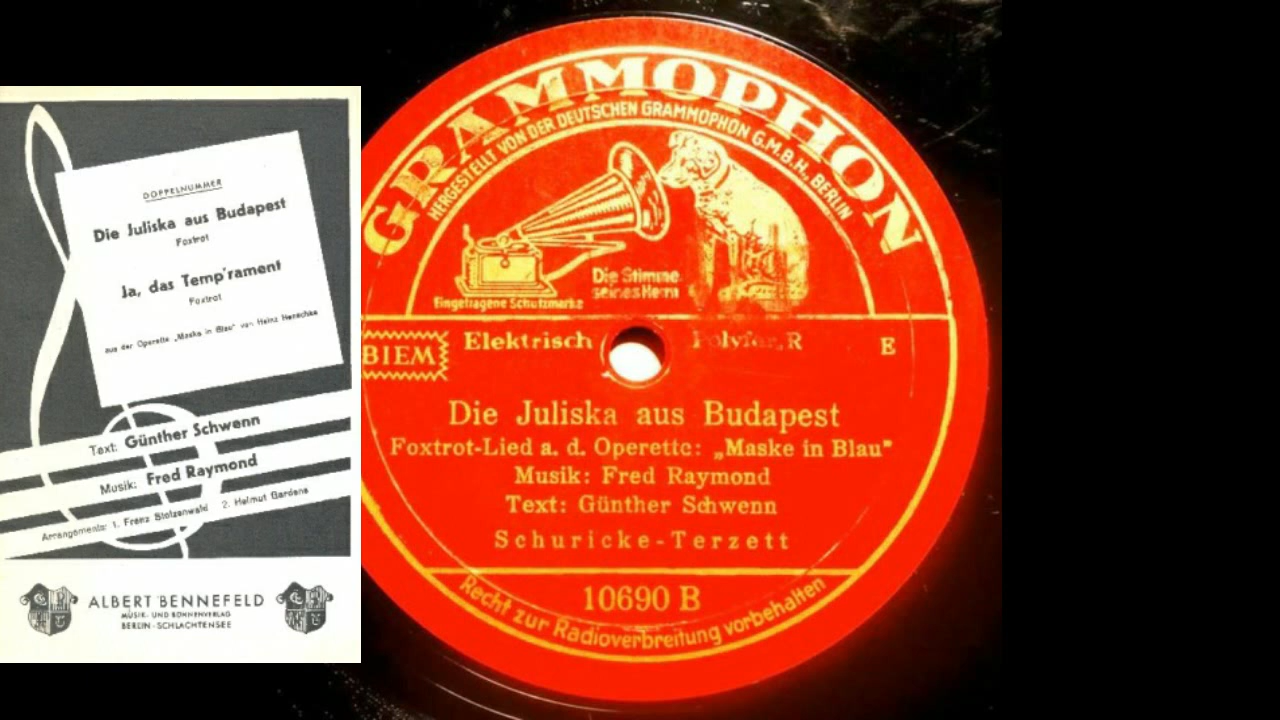 DOPPELNUMMER
Die Juliska aus Budapest
Foxtrot
Ja, das Temp'rament
Foxtrot
aus der Operette „Maske in Blau" von Heinz Hentschke
Text: Günther Schwenn
Musik: Fred Raymond
Arrangements: 1. Franz Stolzenwald 2. Helmut Gardens
ALBERT BENNEFELD
MUSIK- UND BÜHNENVERLAG
BERLIN-SCHLACHTENSEE
GRAMMOPHON
HERGESTELLT VON DER DEUTSCHEN GRAMMOPHON G.M.B.H., BERLIN
Die Stimme
seines Herrn
Eingetragene Schutzmarke
BIEM Elektrisch Polyfar R E
Die Juliska aus Budapest
Foxtrot-Lied a. d. Operette: „Maske in Blau"
Musik: Fred Raymond
Text: Günther Schwenn
Schuricke-Terzett
10690 B
Recht zur Radioverbreitung vorbehalten